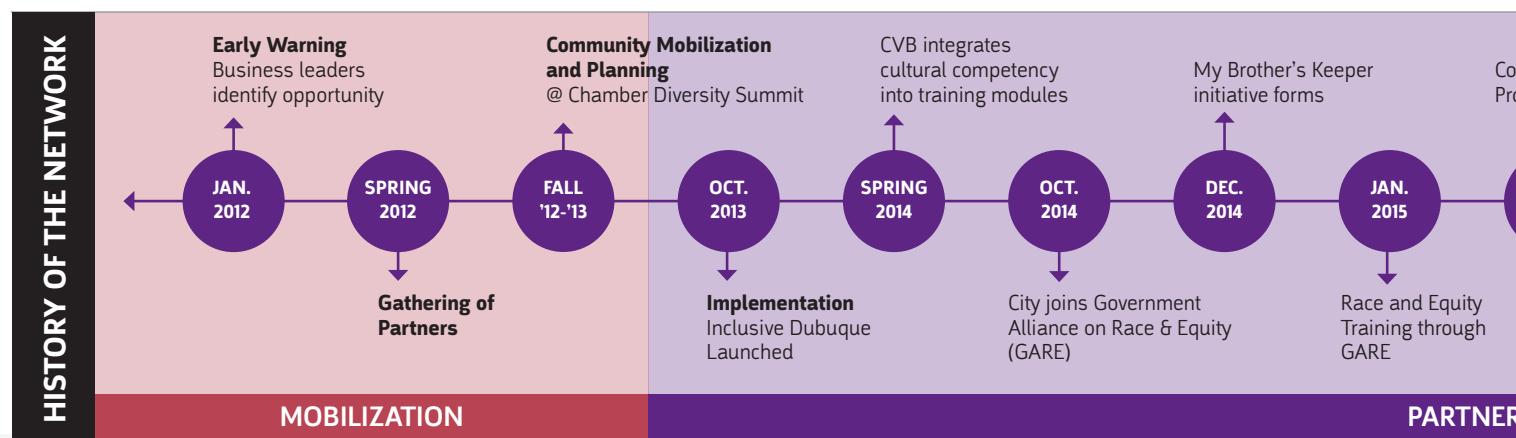 HISTORY OF THE NETWORK
Early Warning
Business leaders
identify opportunity
Community Mobilization
and Planning
@ Chamber Diversity Summit
CVB integrates
cultural competency
into training modules
My Brother’s Keeper
initiative forms
JAN.
2012
SPRING
2012
FALL
’12-’13
OCT.
2013
SPRING
2014
OCT.
2014
DEC.
2014
JAN.
2015
Gathering of
Partners
Implementation
Inclusive Dubuque
Launched
City joins Government
Alliance on Race & Equity
(GARE)
Race and Equity
Training through
GARE
MOBILIZATION